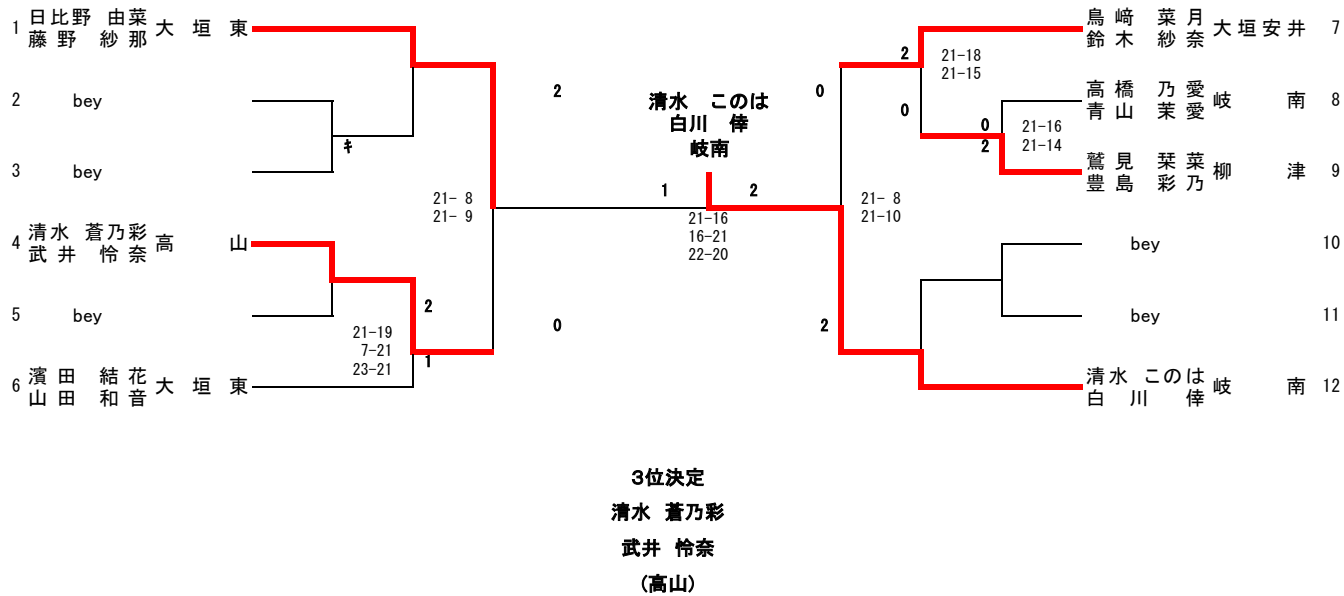 1 日比野 由菜 大垣東
藤野 紗那
2 bey
3 bey
キ
4 清水 蒼乃彩 高山
武井 怜奈
5 bey
6 濱田 結花 大垣東
山田 和音
21-19
7-21
23-21
2
1
21- 8
21- 9
2
0
清水 このは
白川 倖
岐南
1
2
21-16
16-21
22-20
0
2
21- 8
21-10
2
0
21-18
21-15
0
2
21-16
21-14
鳥﨑 菜月 大垣安井 7
鈴木 紗奈
高橋 乃愛 岐南 8
青山 茉愛
鷲見 栞菜 柳津 9
豊島 彩乃
bey 10
bey 11
清水 このは 岐南 12
白川 倖
3位決定
清水 蒼乃彩
武井 怜奈
(高山)